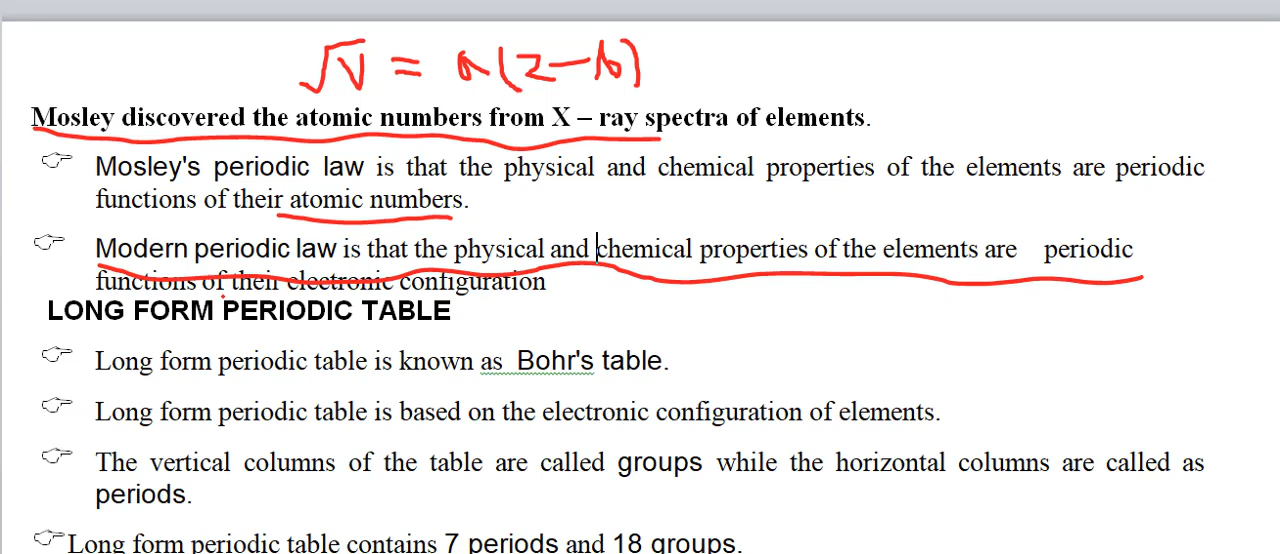 √ν = a(z-b)
Mosley discovered the atomic numbers from X – ray spectra of elements.
Mosley's periodic law is that the physical and chemical properties of the elements are periodic
functions of their atomic numbers.
Modern periodic law is that the physical and chemical properties of the elements are periodic
functions of their electronic configuration
LONG FORM PERIODIC TABLE
Long form periodic table is known as Bohr's table.
Long form periodic table is based on the electronic configuration of elements.
The vertical columns of the table are called groups while the horizontal columns are called as
periods.
Long form periodic table contains 7 periods and 18 groups.